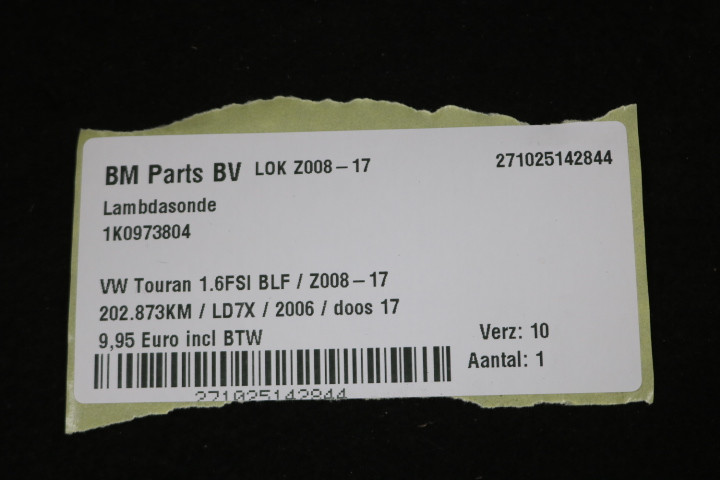 BM Parts BV LOK Z008-17 271025142844
Lambdasonde
1K0973804
VW Touran 1.6FSI BLF / Z008-17
202.873KM / LD7X / 2006 / doos 17
9,95 Euro incl BTW
Verz: 10
Aantal: 1
271025142844